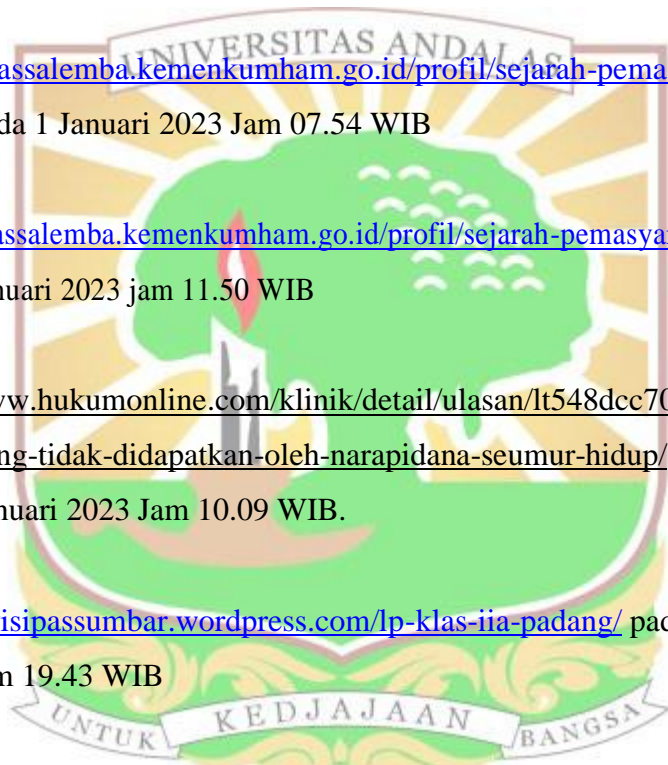 UNIVERSITAS ANDALAS
assalemba.kemenkumham.go.id/profil/sejarah-pema
da 1 Januari 2023 Jam 07.54 WIB
assalemba.kemenkumham.go.id/profil/sejarah-pemasya
nuari 2023 jam 11.50 WIB
ww.hukumonline.com/klinik/detail/ulasan/lt548dcc70
ng-tidak-didapatkan-oleh-narapidana-seumur-hidup/
nuari 2023 Jam 10.09 WIB.
isipassumbar.wordpress.com/lp-klas-iia-padang/ pad
m 19.43 WIB
UNTUK KEDJAJAAN BANGSA